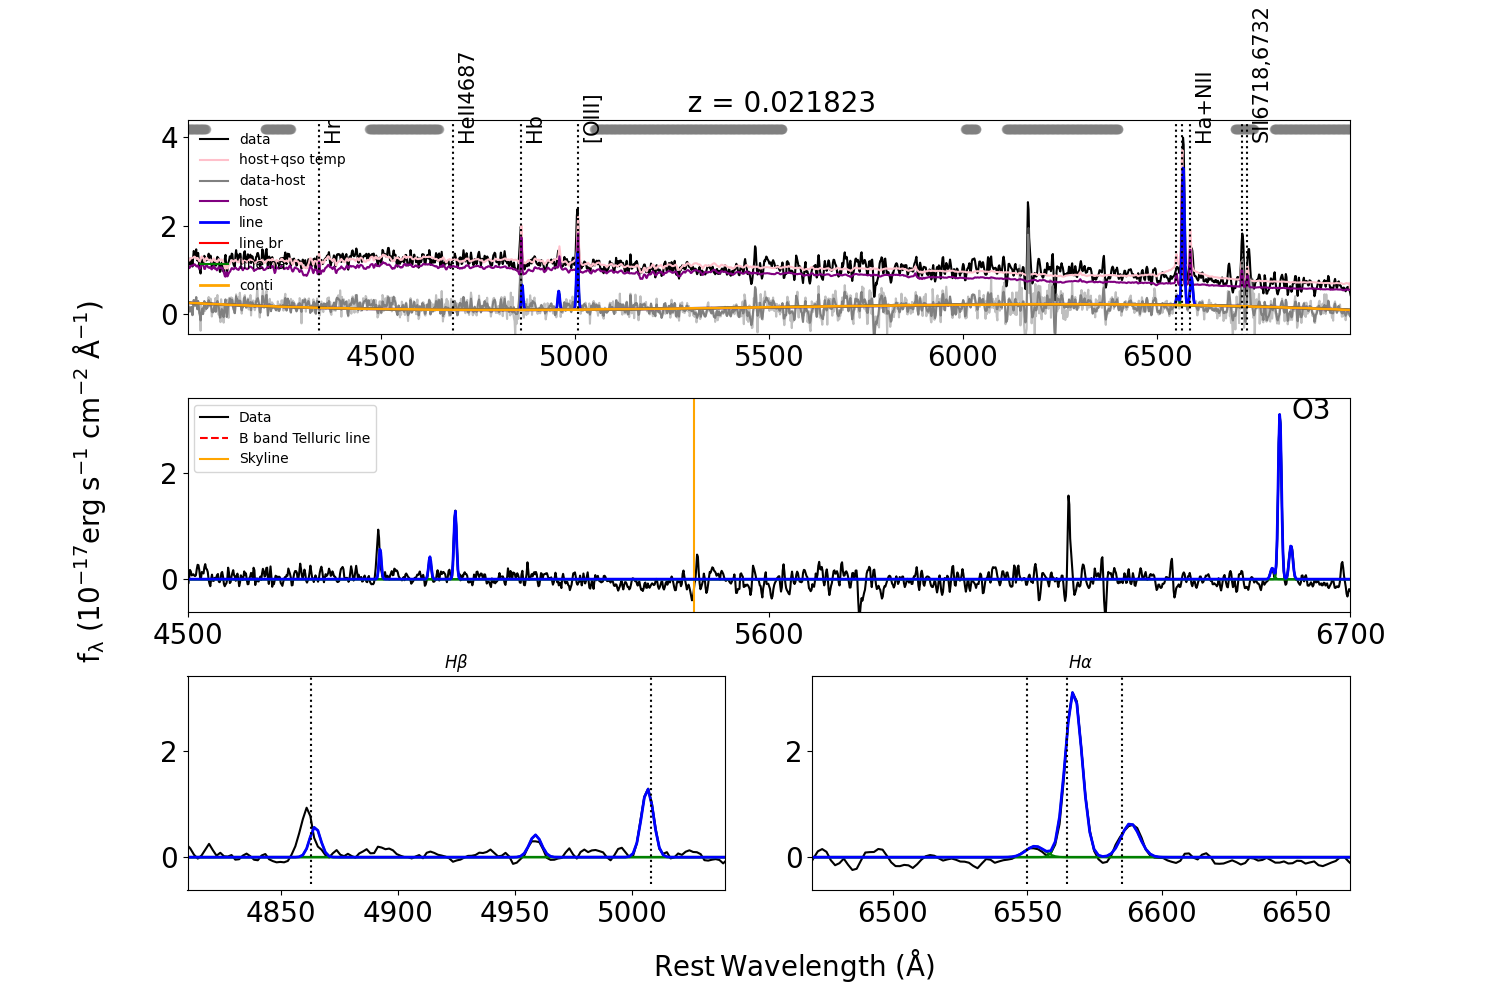 z = 0.021823
Hr
HeII4687
Hb
[OIII]
Ha+NII
SII6718,6732
data
host+qso temp
data-host
host
line
line br
conti
4
2
0
4500 5000 5500 6000 6500
O3
Data
B band Telluric line
Skyline
2
0
4500 5600 6700
Hβ
2
0
4850 4900 4950 5000
Hα
2
0
6500 6550 6600 6650
f_λ (10⁻¹⁷erg s⁻¹ cm⁻² Å⁻¹)
Rest Wavelength (Å)